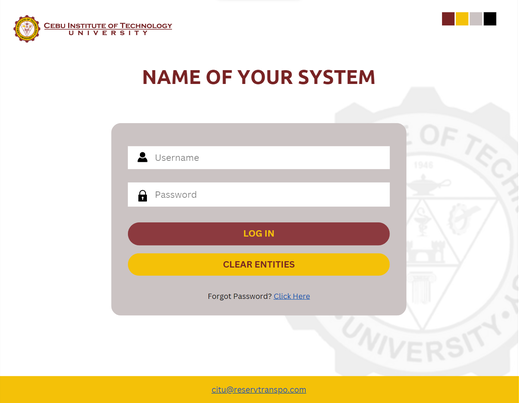 CEBU INSTITUTE OF TECHNOLOGY
UNIVERSITY
NAME OF YOUR SYSTEM
Username
Password
LOG IN
CLEAR ENTITIES
Forgot Password? Click Here
TE OF TECH
1946
UNIVERSITY
citu@reservtranspo.com